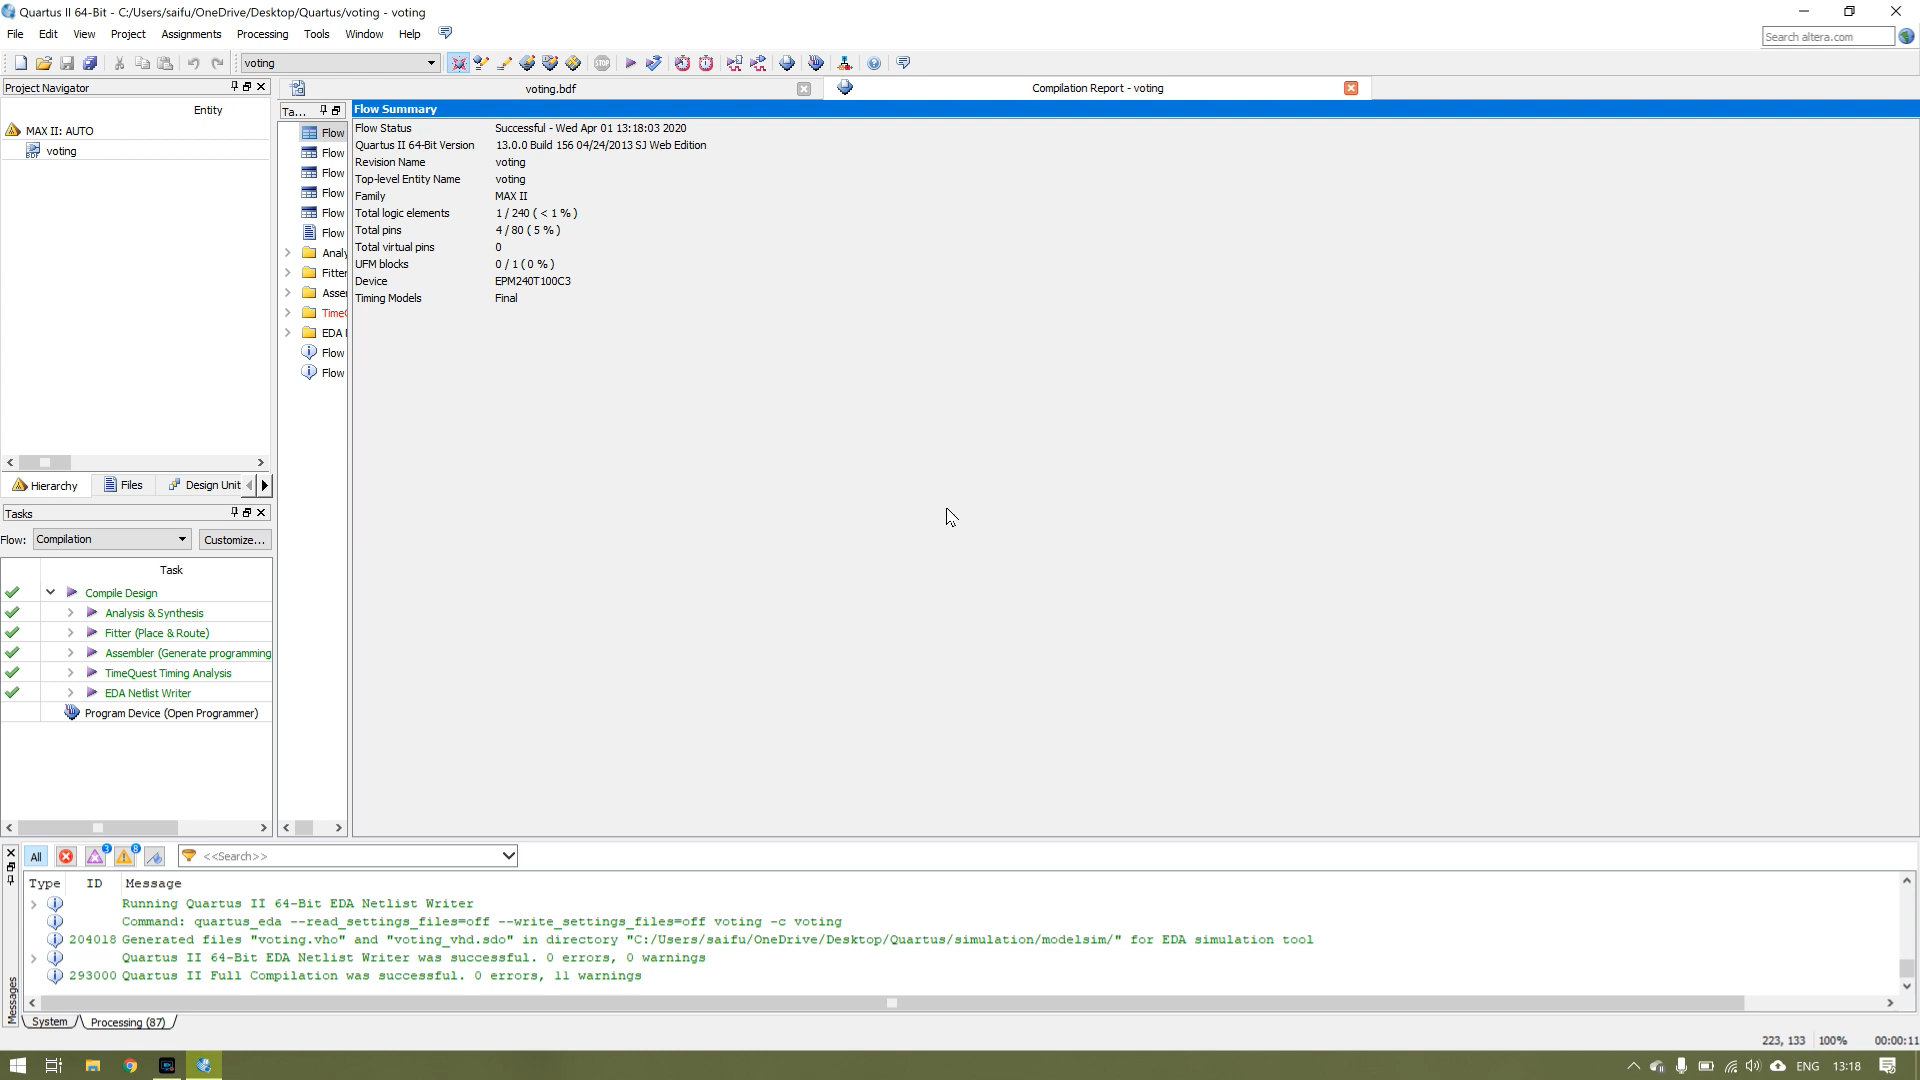 Quartus II 64-Bit - C:/Users/saifu/OneDrive/Desktop/Quartus/voting - voting
File Edit View Project Assignments Processing Tools Window Help
Search altera.com
voting
STOP
Project Navigator
voting.bdf
Compilation Report - voting
Entity
MAX II: AUTO
BDF voting
Hierarchy Files Design Unit
Tasks
Flow: Compilation Customize...
Task
Compile Design
Analysis & Synthesis
Fitter (Place & Route)
Assembler (Generate programming
TimeQuest Timing Analysis
EDA Netlist Writer
Program Device (Open Programmer)
Ta...
Flow
Flow
Flow
Flow
Flow
Flow
Analy
Fitter
Asser
TimeQ
EDA
Flow
Flow
Flow Summary
Flow Status Successful - Wed Apr 01 13:18:03 2020
Quartus II 64-Bit Version 13.0.0 Build 156 04/24/2013 SJ Web Edition
Revision Name voting
Top-level Entity Name voting
Family MAX II
Total logic elements 1 / 240 ( < 1 % )
Total pins 4 / 80 ( 5 % )
Total virtual pins 0
UFM blocks 0 / 1 ( 0 % )
Device EPM240T100C3
Timing Models Final
All 3 8 <<Search>>
Type ID Message
Running Quartus II 64-Bit EDA Netlist Writer
Command: quartus_eda --read_settings_files=off --write_settings_files=off voting -c voting
204018 Generated files "voting.vho" and "voting_vhd.sdo" in directory "C:/Users/saifu/OneDrive/Desktop/Quartus/simulation/modelsim/" for EDA simulation tool
Quartus II 64-Bit EDA Netlist Writer was successful. 0 errors, 0 warnings
293000 Quartus II Full Compilation was successful. 0 errors, 11 warnings
Messages
System Processing (87)
223, 133 100% 00:00:11
ENG 13:18